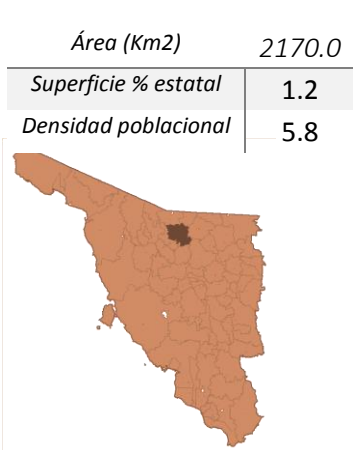 Área (Km2) 2170.0
Superficie % estatal 1.2
Densidad poblacional 5.8